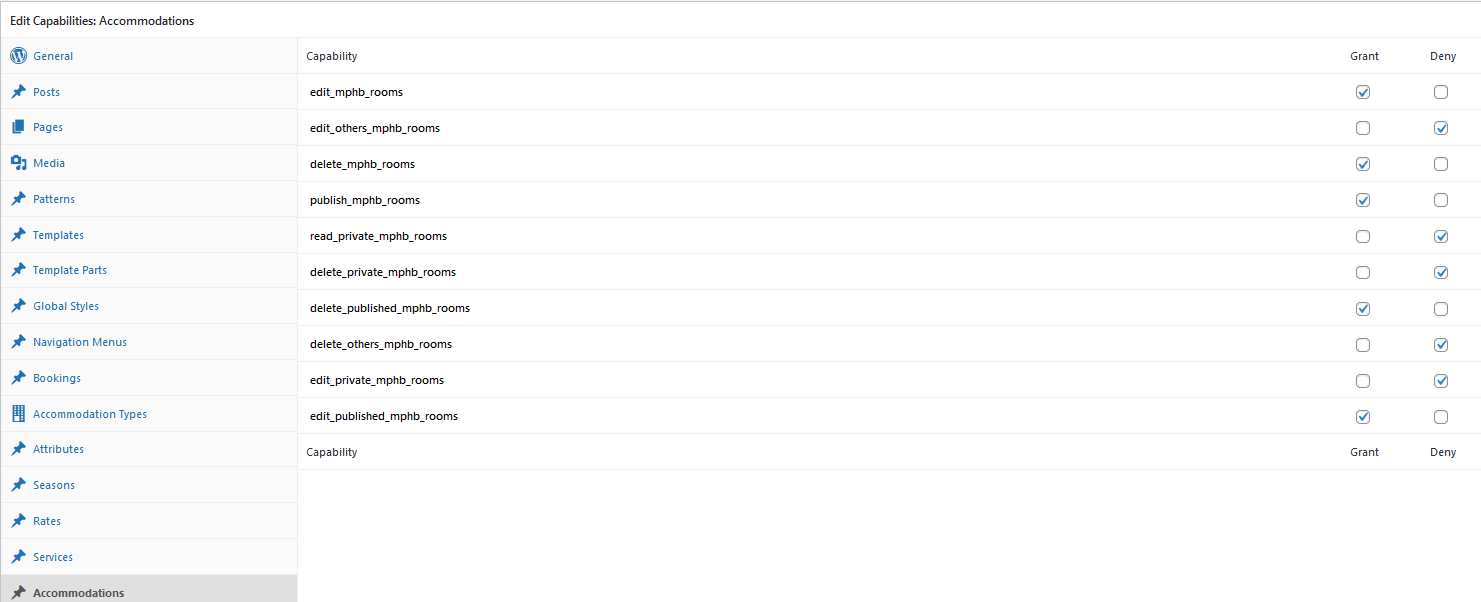 Edit Capabilities: Accommodations
General
Capability Grant Deny
Posts
edit_mphb_rooms
Pages
edit_others_mphb_rooms
Media
delete_mphb_rooms
Patterns
publish_mphb_rooms
Templates
read_private_mphb_rooms
Template Parts
delete_private_mphb_rooms
Global Styles
delete_published_mphb_rooms
Navigation Menus
delete_others_mphb_rooms
Bookings
edit_private_mphb_rooms
Accommodation Types
edit_published_mphb_rooms
Attributes
Capability Grant Deny
Seasons
Rates
Services
Accommodations